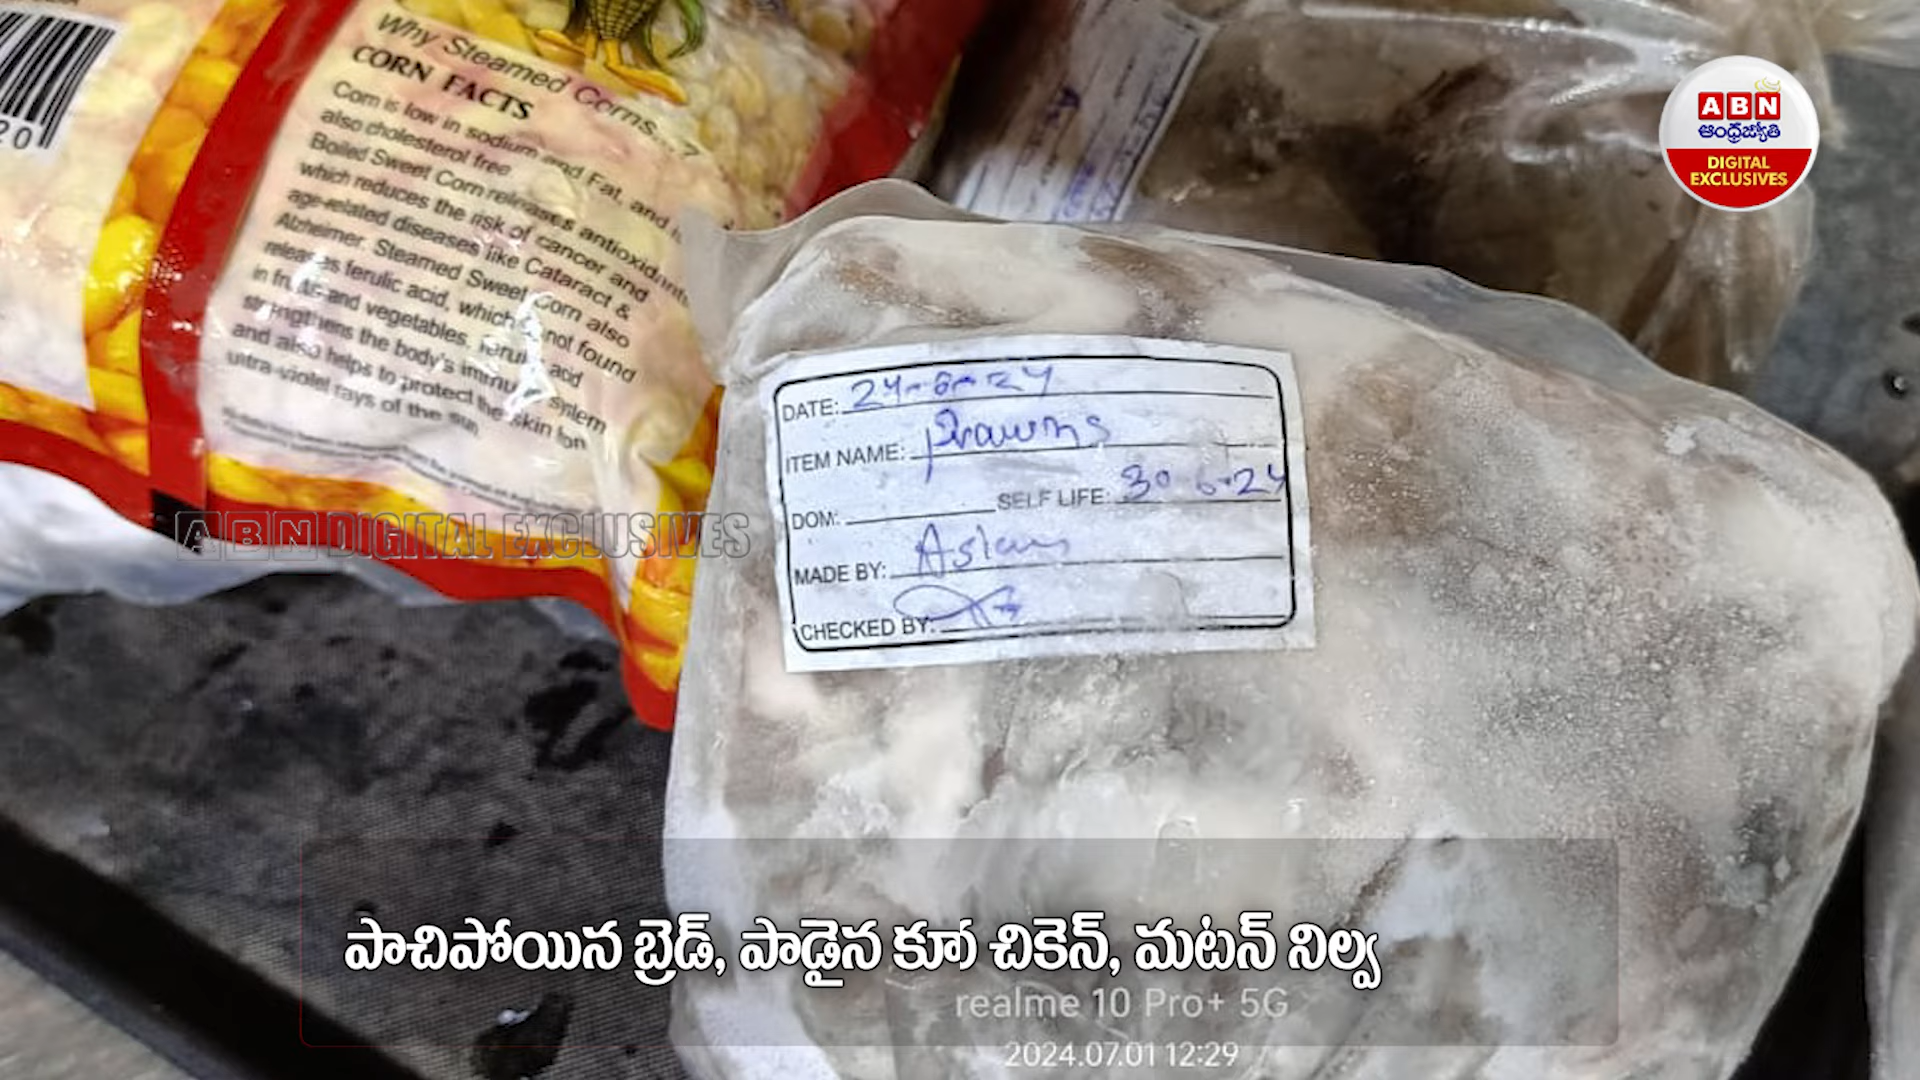 Why Steamed Corns...?
CORN FACTS
Corn is low in sodium and Fat, and
also cholesterol free
Boiled Sweet Corn releases antioxidants
which reduces the risk of cancer and
age-related diseases like Cataract &
Alzheimer. Steamed Sweet Corn also
releases ferulic acid, which not found
in fruits and vegetables. ferulic acid
strengthens the body's immune system
and also helps to protect the skin fon
ultra-violet rays of the sun
20
ABN
ఆంధ్రజ్యోతి
DIGITAL
EXCLUSIVES
DATE: 24-6-24
ITEM NAME: Prawns
DOM: SELF LIFE: 30-6-24
MADE BY: Aslam
CHECKED BY:
ABN DIGITAL EXCLUSIVES
పాచిపోయిన బ్రెడ్, పాడైన కూర చికెన్, మటన్ నిల్వ
realme 10 Pro+ 5G
2024.07.01 12:29